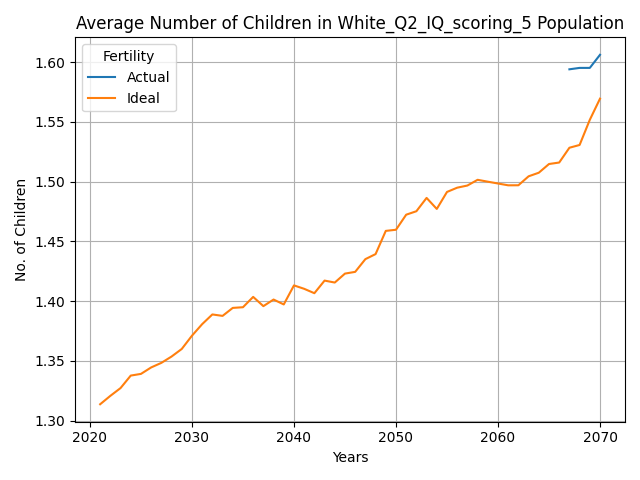 Average Number of Children in White_Q2_IQ_scoring_5 Population
Fertility
Actual
Ideal
No. of Children
1.60
1.55
1.50
1.45
1.40
1.35
1.30
2020 2030 2040 2050 2060 2070
Years